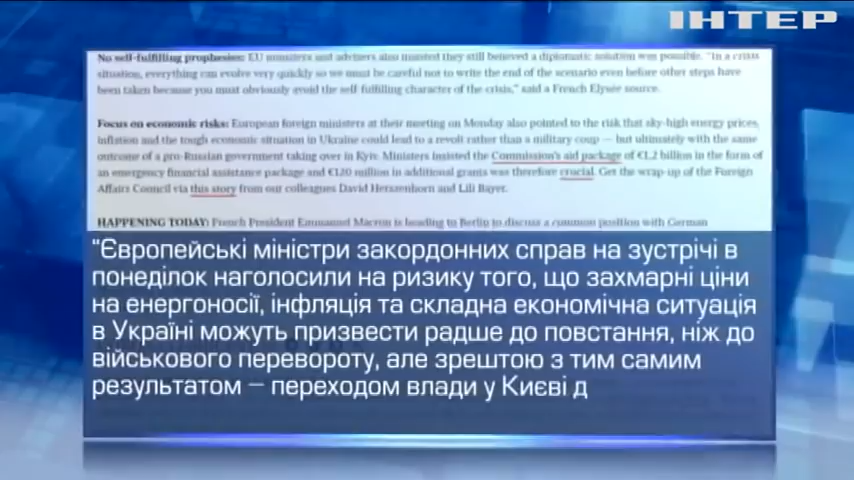 ІНТЕР
No self-fulfilling prophesies: EU ministers and advisers also insisted they still believed a diplomatic solution was possible. "In a crisis
situation, everything can evolve very quickly so we must be careful not to write the end of the scenario even before other steps have
been taken because you must obviously avoid the self-fulfilling character of the crisis," said a French Elysée source.
Focus on economic risks: European foreign ministers at their meeting on Monday also pointed to the risk that sky-high energy prices,
inflation and the tough economic situation in Ukraine could lead to a revolt rather than a military coup — but ultimately with the same
outcome of a pro-Russian government taking over in Kyiv. Ministers insisted the Commission's aid package of €1.2 billion in the form of
an emergency financial assistance package and €120 million in additional grants was therefore crucial. Get the wrap-up of the Foreign
Affairs Council via this story from our colleagues David Herszenhorn and Lili Bayer.
HAPPENING TODAY: French President Emmanuel Macron is heading to Berlin to discuss a common position with German
"Європейські міністри закордонних справ на зустрічі в
понеділок наголосили на ризику того, що захмарні ціни
на енергоносії, інфляція та складна економічна ситуація
в Україні можуть призвести радше до повстання, ніж до
військового перевороту, але зрештою з тим самим
результатом — переходом влади у Києві д